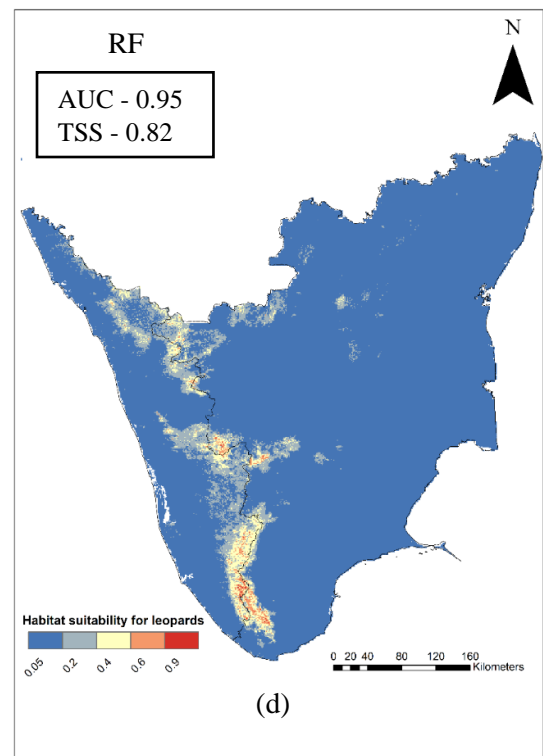 RF
N
AUC - 0.95
TSS - 0.82
Habitat suitability for leopards
0.05 0.2 0.4 0.6 0.9
0 20 40 80 120 160
Kilometers
(d)